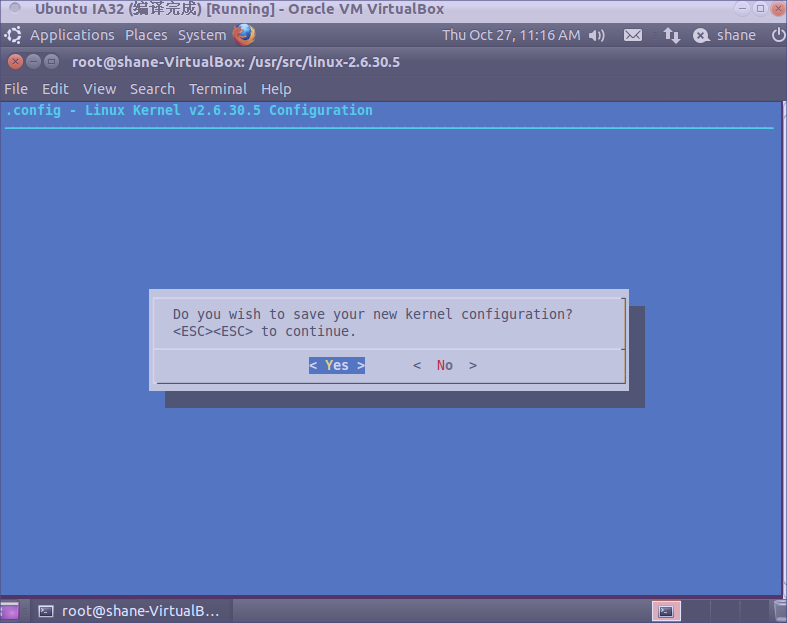 Ubuntu IA32 (编译完成) [Running] - Oracle VM VirtualBox
Applications Places System Thu Oct 27, 11:16 AM shane
root@shane-VirtualBox: /usr/src/linux-2.6.30.5
File Edit View Search Terminal Help
.config - Linux Kernel v2.6.30.5 Configuration
Do you wish to save your new kernel configuration?
<ESC><ESC> to continue.
< Yes > < No >
root@shane-VirtualB...